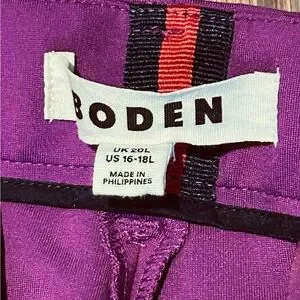 BODEN
UK 20L
US 16-18L
MADE IN
PHILIPPINES